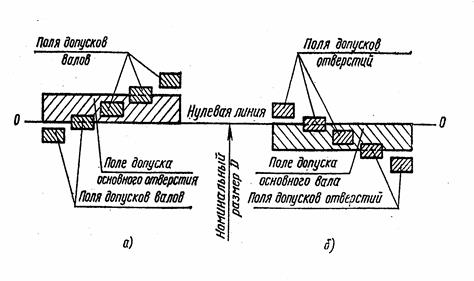 Поля допусков
валов
Поля допусков
отверстий
0
Нулевая линия
0
Поле допуска
основного отверстия
Поля допусков валов
Номинальный
размер D
Поле допуска
основного вала
Поля допусков отверстий
а)
б)